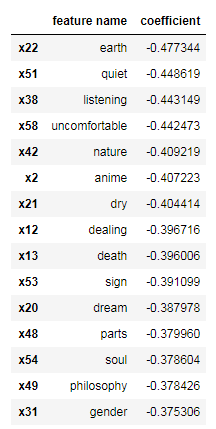 feature name coefficient
x22 earth -0.477344
x51 quiet -0.448619
x38 listening -0.443149
x58 uncomfortable -0.442473
x42 nature -0.409219
x2 anime -0.407223
x21 dry -0.404414
x12 dealing -0.396716
x13 death -0.396006
x53 sign -0.391099
x20 dream -0.387978
x48 parts -0.379960
x54 soul -0.378604
x49 philosophy -0.378426
x31 gender -0.375306